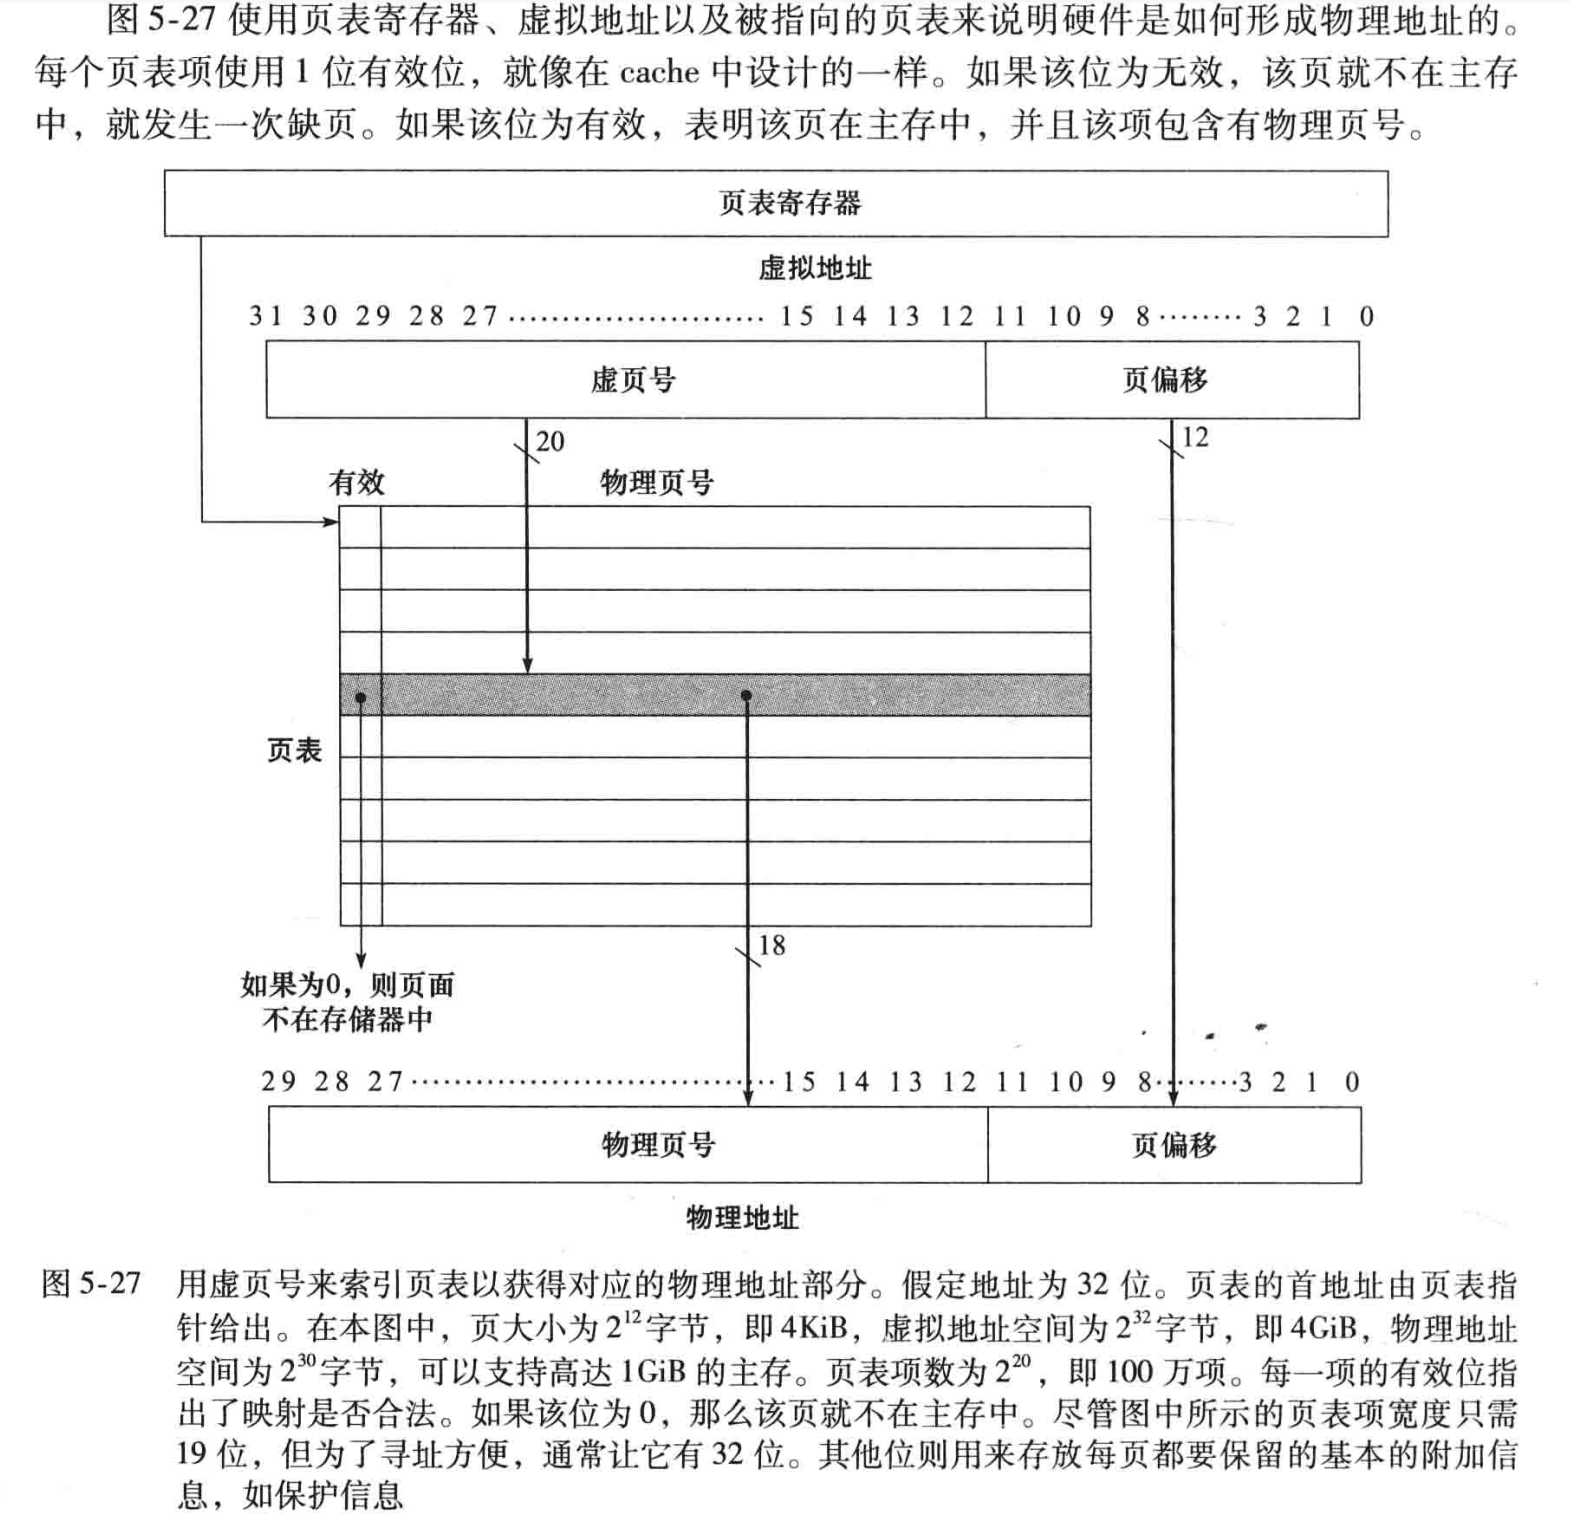 图 5-27 使用页表寄存器、虚拟地址以及被指向的页表来说明硬件是如何形成物理地址的。
每个页表项使用 1 位有效位，就像在 cache 中设计的一样。如果该位为无效，该页就不在主存
中，就发生一次缺页。如果该位为有效，表明该页在主存中，并且该项包含有物理页号。
页表寄存器
虚拟地址
31 30 29 28 27 ························ 15 14 13 12 11 10 9 8 ········ 3 2 1 0
虚页号 页偏移
20 12
有效 物理页号
页表
18
如果为0，则页面
不在存储器中
29 28 27 ···························· 15 14 13 12 11 10 9 8 ········ 3 2 1 0
物理页号 页偏移
物理地址
图 5-27 用虚页号来索引页表以获得对应的物理地址部分。假定地址为 32 位。页表的首地址由页表指
针给出。在本图中，页大小为 2¹²字节，即 4KiB，虚拟地址空间为 2³²字节，即 4GiB，物理地址
空间为 2³⁰字节，可以支持高达 1GiB 的主存。页表项数为 2²⁰，即 100 万项。每一项的有效位指
出了映射是否合法。如果该位为 0，那么该页就不在主存中。尽管图中所示的页表项宽度只需
19 位，但为了寻址方便，通常让它有 32 位。其他位则用来存放每页都要保留的基本的附加信
息，如保护信息